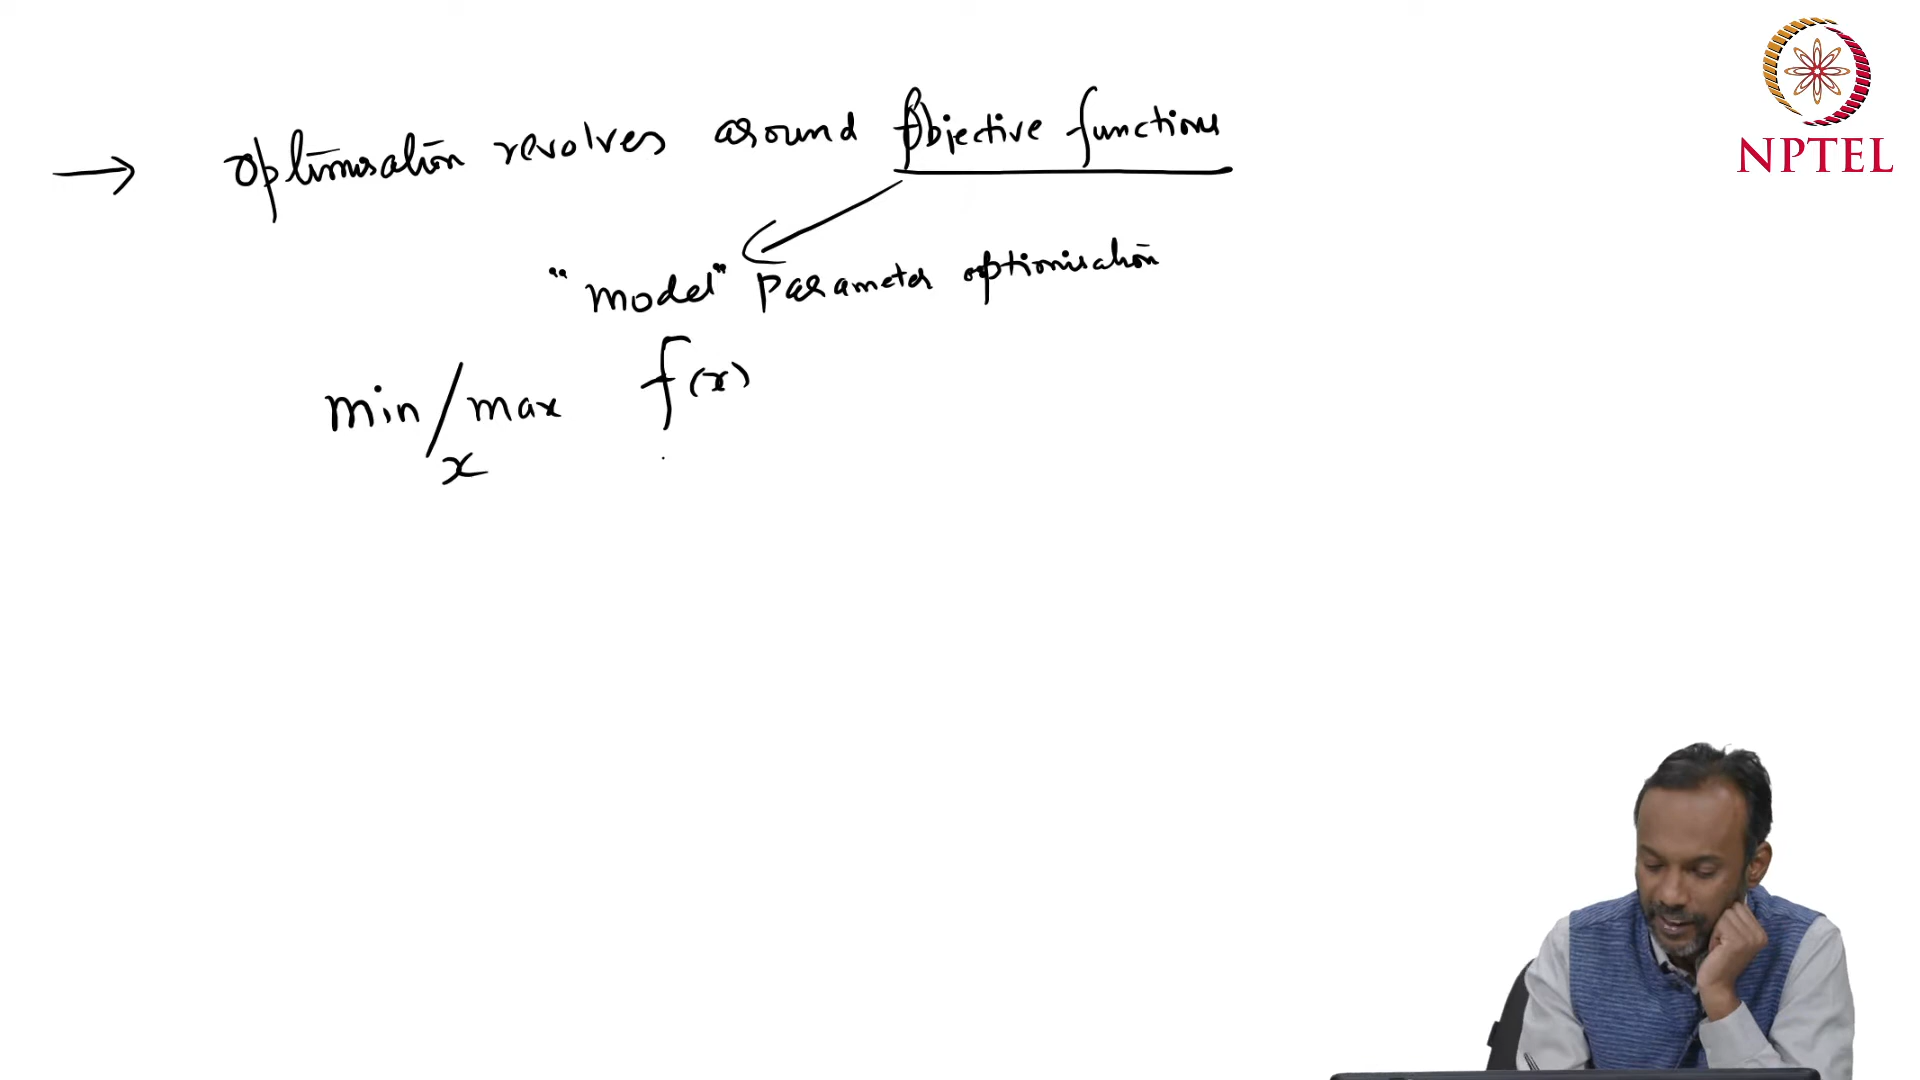 → optimisation revolves around Objective functions
"model" parameter optimisation
min/max f(x)
x
NPTEL